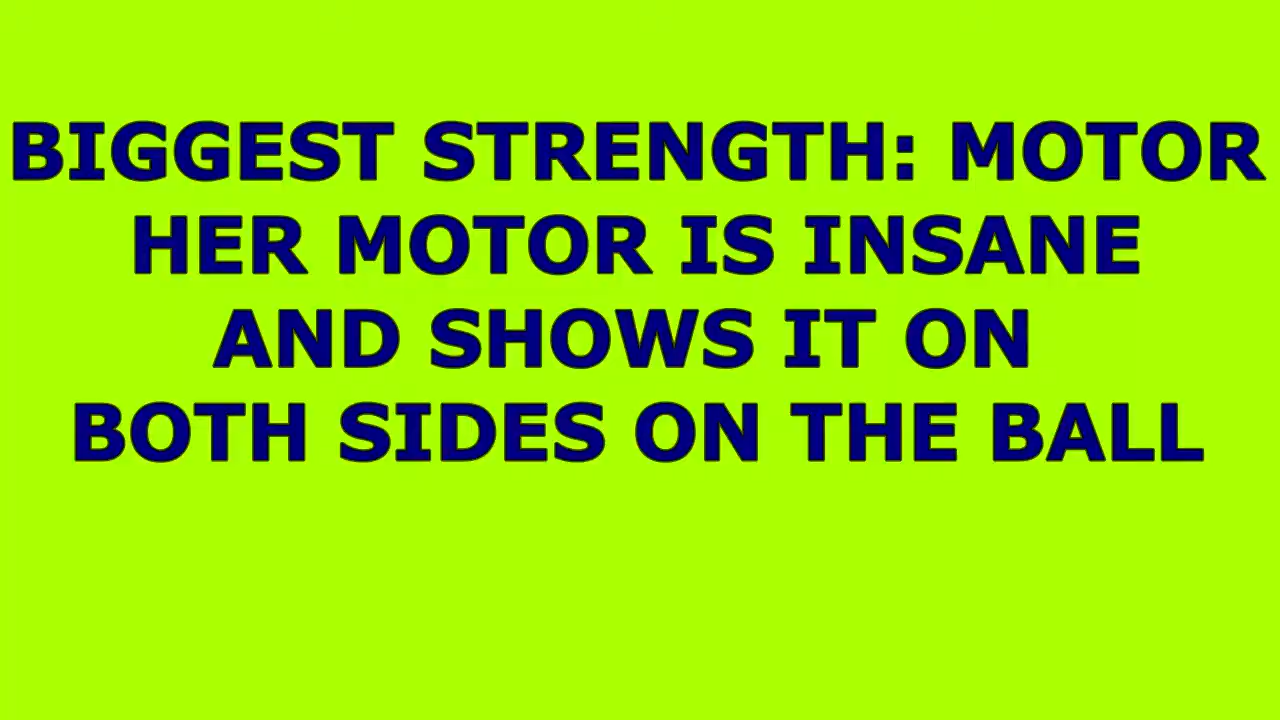 BIGGEST STRENGTH: MOTOR
HER MOTOR IS INSANE
AND SHOWS IT ON
BOTH SIDES ON THE BALL